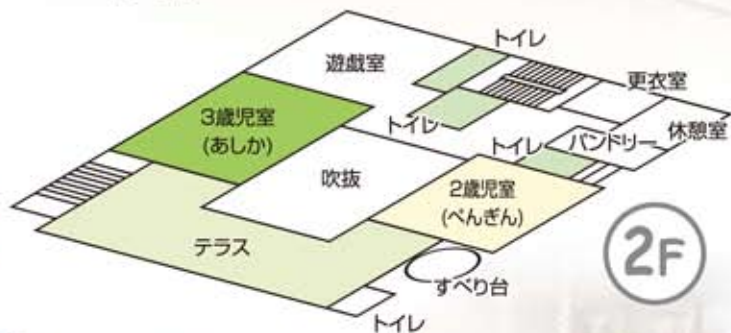 トイレ
遊戯室
更衣室
3歳児室
(あしか)
トイレ
トイレ
パンドリー
休憩室
吹抜
2歳児室
(ぺんぎん)
テラス
2F
すべり台
トイレ